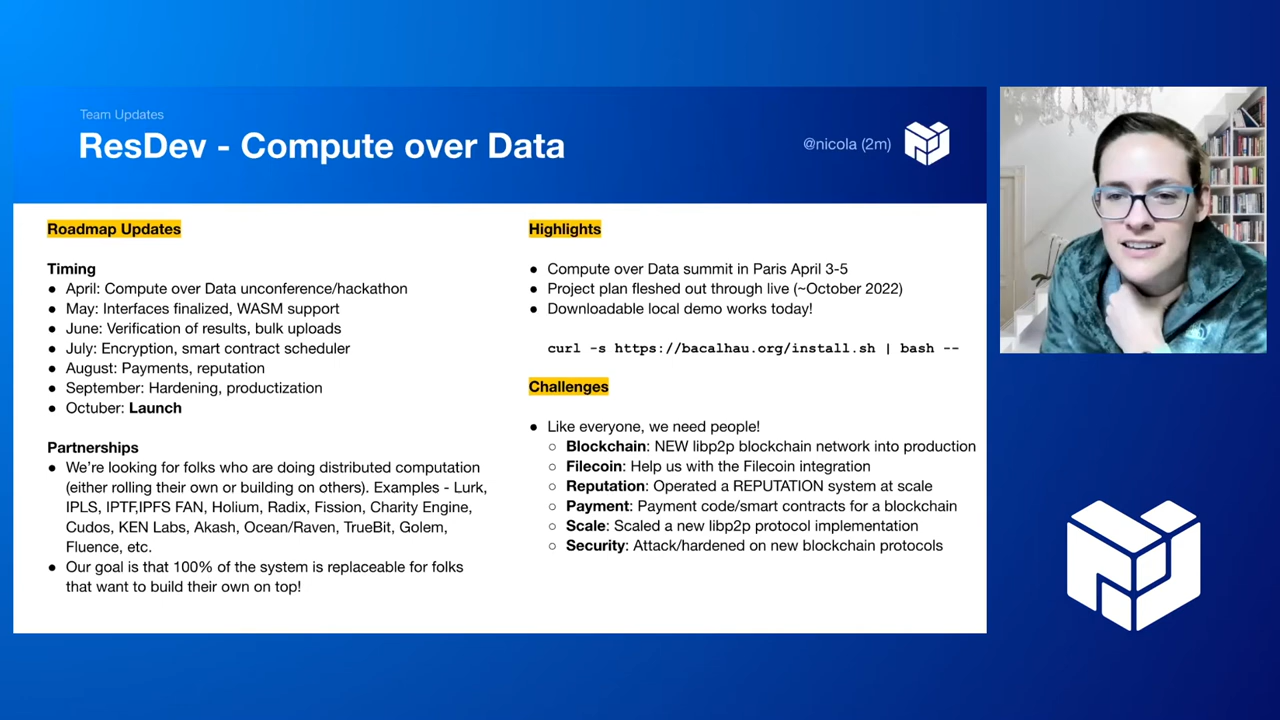 Team Updates
ResDev - Compute over Data
@nicola (2m)
Roadmap Updates
Timing
● April: Compute over Data unconference/hackathon
● May: Interfaces finalized, WASM support
● June: Verification of results, bulk uploads
● July: Encryption, smart contract scheduler
● August: Payments, reputation
● September: Hardening, productization
● Octuber: Launch
Partnerships
● We're looking for folks who are doing distributed computation
(either rolling their own or building on others). Examples - Lurk,
IPLS, IPTF,IPFS FAN, Holium, Radix, Fission, Charity Engine,
Cudos, KEN Labs, Akash, Ocean/Raven, TrueBit, Golem,
Fluence, etc.
● Our goal is that 100% of the system is replaceable for folks
that want to build their own on top!
Highlights
● Compute over Data summit in Paris April 3-5
● Project plan fleshed out through live (~October 2022)
● Downloadable local demo works today!
curl -s https://bacalhau.org/install.sh | bash --
Challenges
● Like everyone, we need people!
○ Blockchain: NEW libp2p blockchain network into production
○ Filecoin: Help us with the Filecoin integration
○ Reputation: Operated a REPUTATION system at scale
○ Payment: Payment code/smart contracts for a blockchain
○ Scale: Scaled a new libp2p protocol implementation
○ Security: Attack/hardened on new blockchain protocols